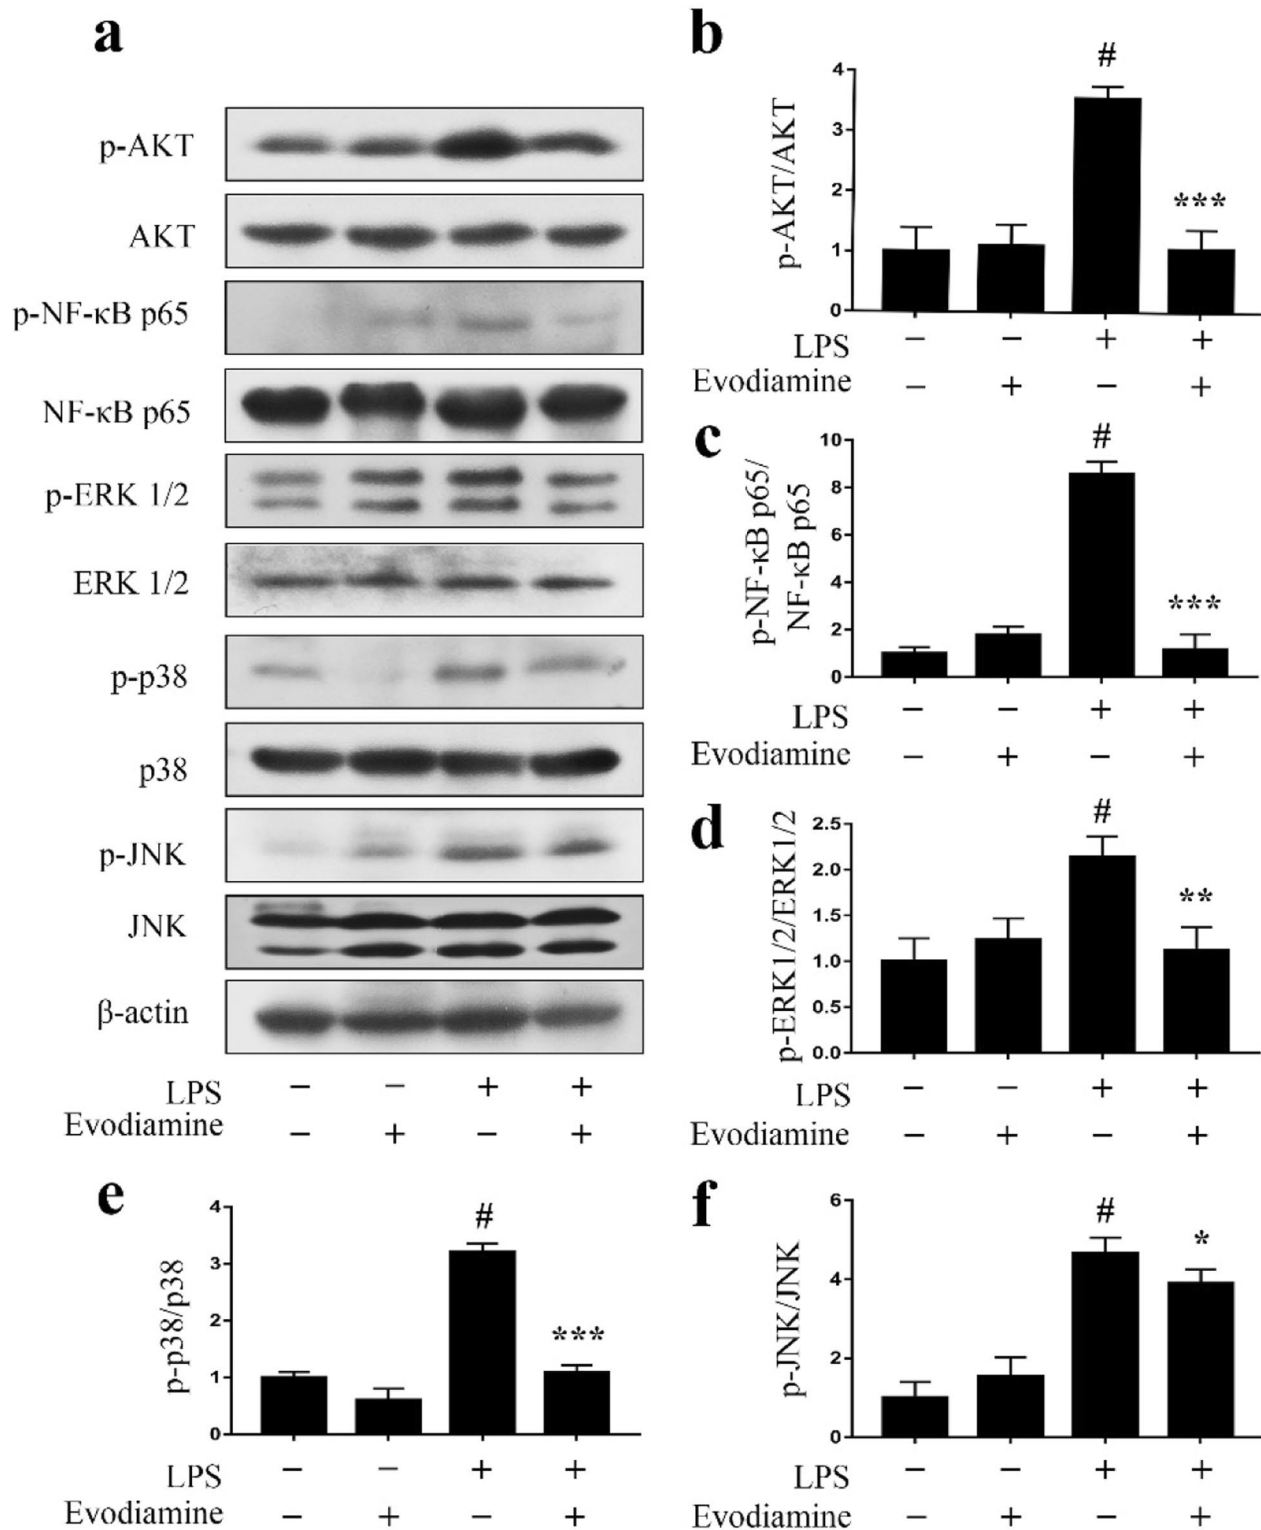 a
p-AKT
AKT
p-NF-κB p65
NF-κB p65
p-ERK 1/2
ERK 1/2
p-p38
p38
p-JNK
JNK
β-actin
LPS − − + +
Evodiamine − + − +
b
p-AKT/AKT
4
3
2
1
0
#
***
LPS − − + +
Evodiamine − + − +
c
p-NF-κB p65/
NF-κB p65
10
8
6
4
2
0
#
***
LPS − − + +
Evodiamine − + − +
d
p-ERK1/2/ERK1/2
2.5
2.0
1.5
1.0
0.5
0.0
#
**
LPS − − + +
Evodiamine − + − +
e
p-p38/p38
4
3
2
1
0
#
***
LPS − − + +
Evodiamine − + − +
f
p-JNK/JNK
6
4
2
0
#
*
LPS − − + +
Evodiamine − + − +